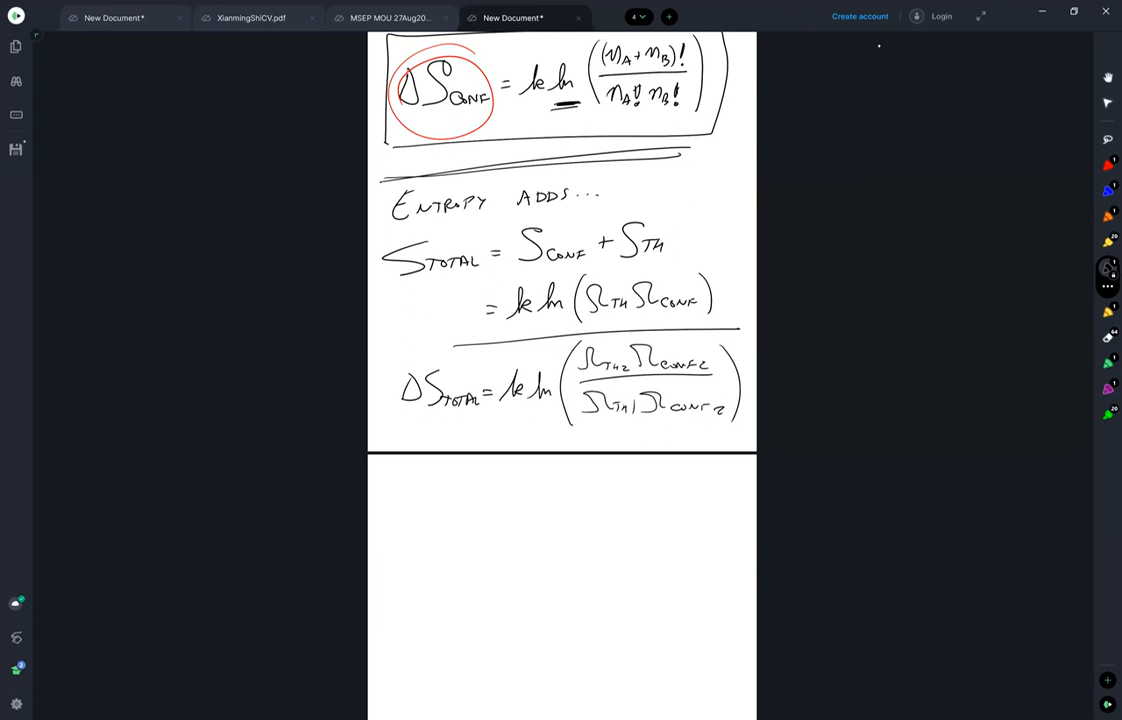 New Document*
XianmingShiCV.pdf
MSEP MOU 27Aug20...
New Document*
4
Create account
Login
ΔS_CONF = k ln ( (n_A + n_B)! / n_A! n_B! )
ENTROPY ADDS...
S_TOTAL = S_CONF + S_TH
= k ln (Ω_TH Ω_CONF)
ΔS_TOTAL = k ln ( Ω_TH2 Ω_CONF2 / Ω_TH1 Ω_CONF2 )